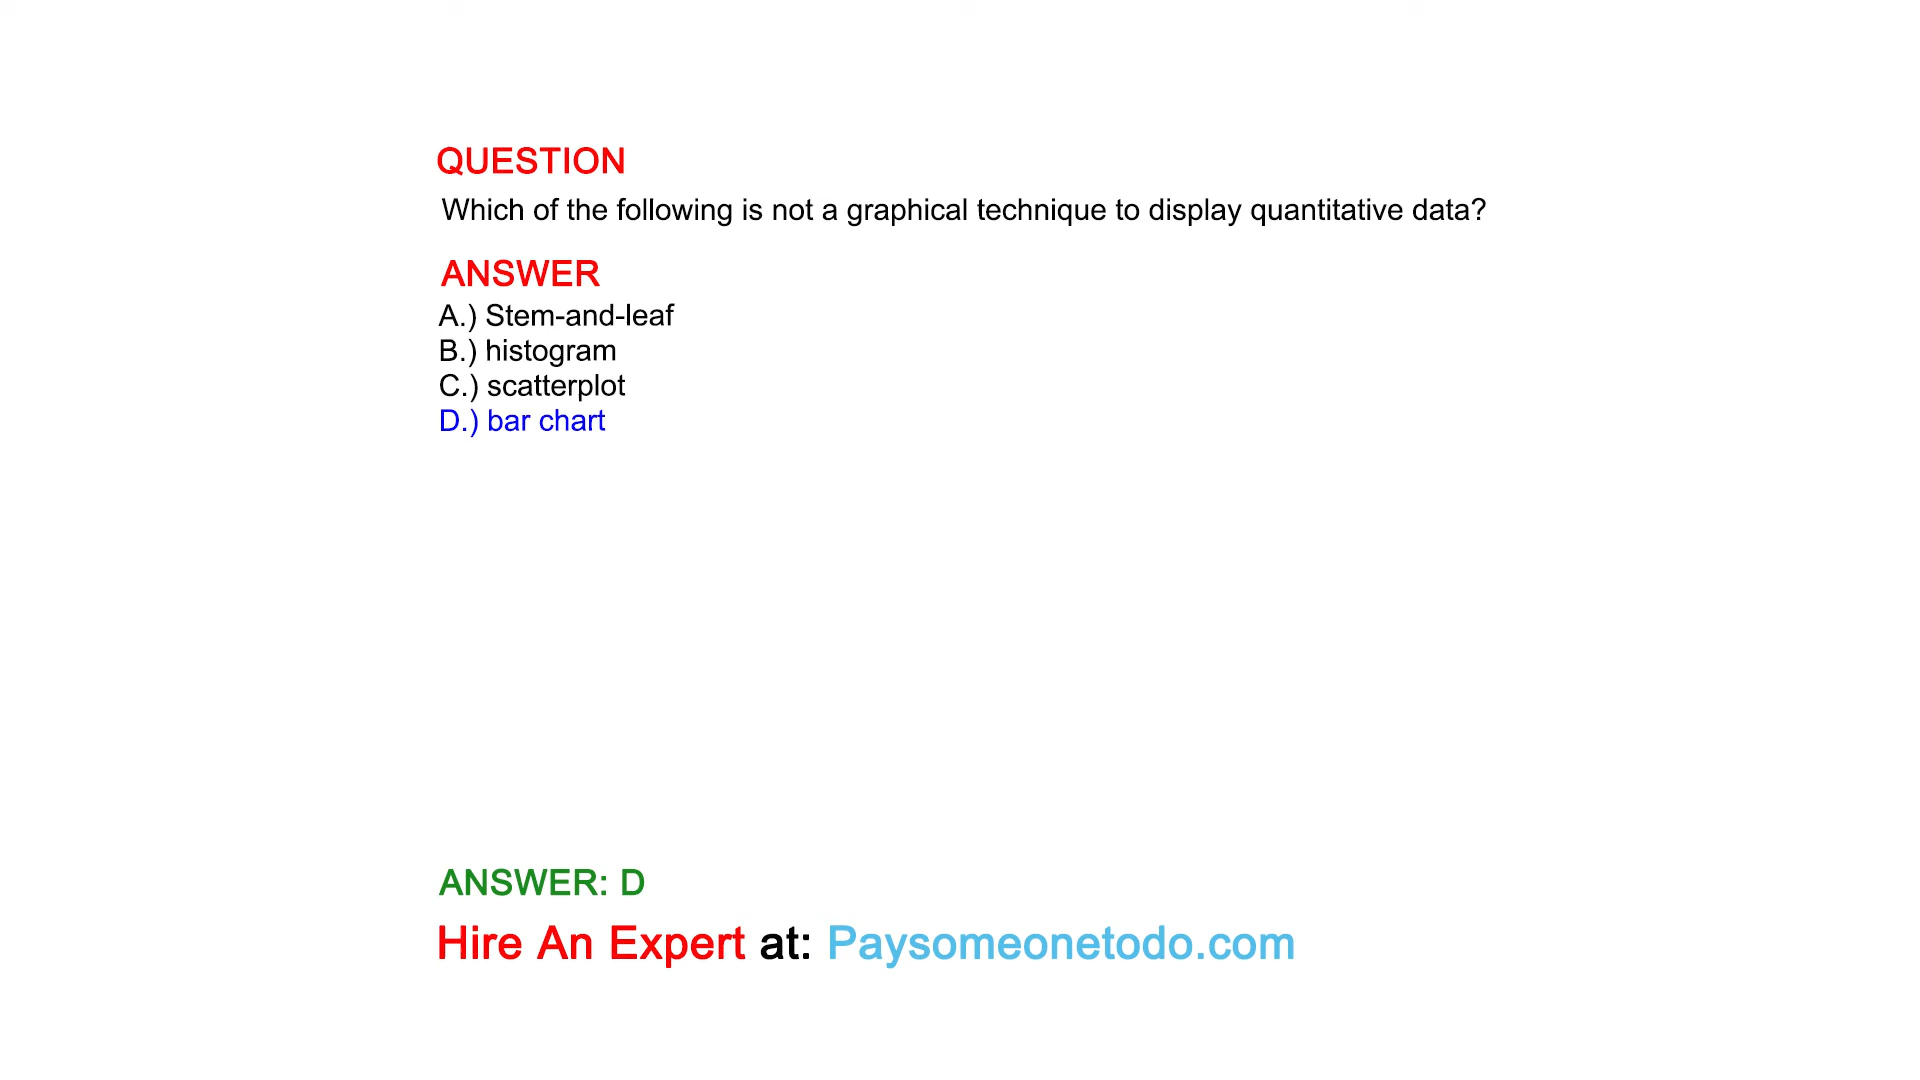 QUESTION
Which of the following is not a graphical technique to display quantitative data?
ANSWER
A.) Stem-and-leaf
B.) histogram
C.) scatterplot
D.) bar chart
ANSWER: D
Hire An Expert at: Paysomeonetodo.com